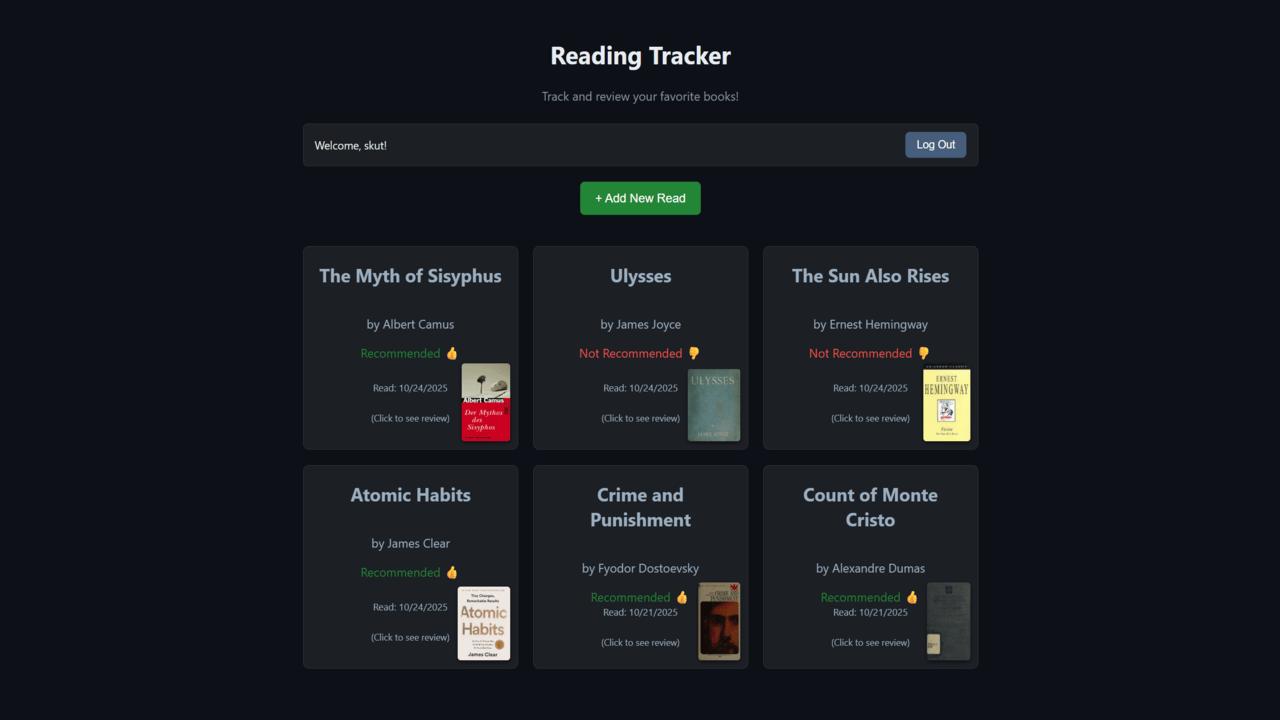 Reading Tracker
Track and review your favorite books!
Welcome, skut!
Log Out
+ Add New Read
The Myth of Sisyphus
by Albert Camus
Recommended 👍
Read: 10/24/2025
(Click to see review)
Albert Camus
Der Mythos
des
Sisyphos
Ulysses
by James Joyce
Not Recommended 👎
Read: 10/24/2025
(Click to see review)
ULYSSES
JAMES JOYCE
The Sun Also Rises
by Ernest Hemingway
Not Recommended 👎
Read: 10/24/2025
(Click to see review)
ERNEST
HEMINGWAY
Fiesta
Atomic Habits
by James Clear
Recommended 👍
Read: 10/24/2025
(Click to see review)
Tiny Changes,
Remarkable Results
Atomic
Habits
James Clear
Crime and
Punishment
by Fyodor Dostoevsky
Recommended 👍
Read: 10/21/2025
(Click to see review)
CRIME AND
PUNISHMENT
Count of Monte
Cristo
by Alexandre Dumas
Recommended 👍
Read: 10/21/2025
(Click to see review)